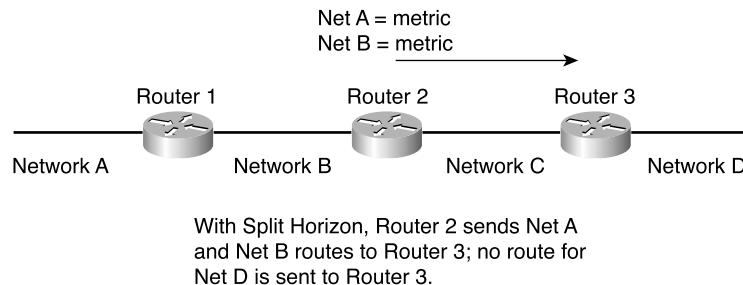 Net A = metric
Net B = metric
Router 1
Router 2
Router 3
Network A
Network B
Network C
Network D
With Split Horizon, Router 2 sends Net A
and Net B routes to Router 3; no route for
Net D is sent to Router 3.